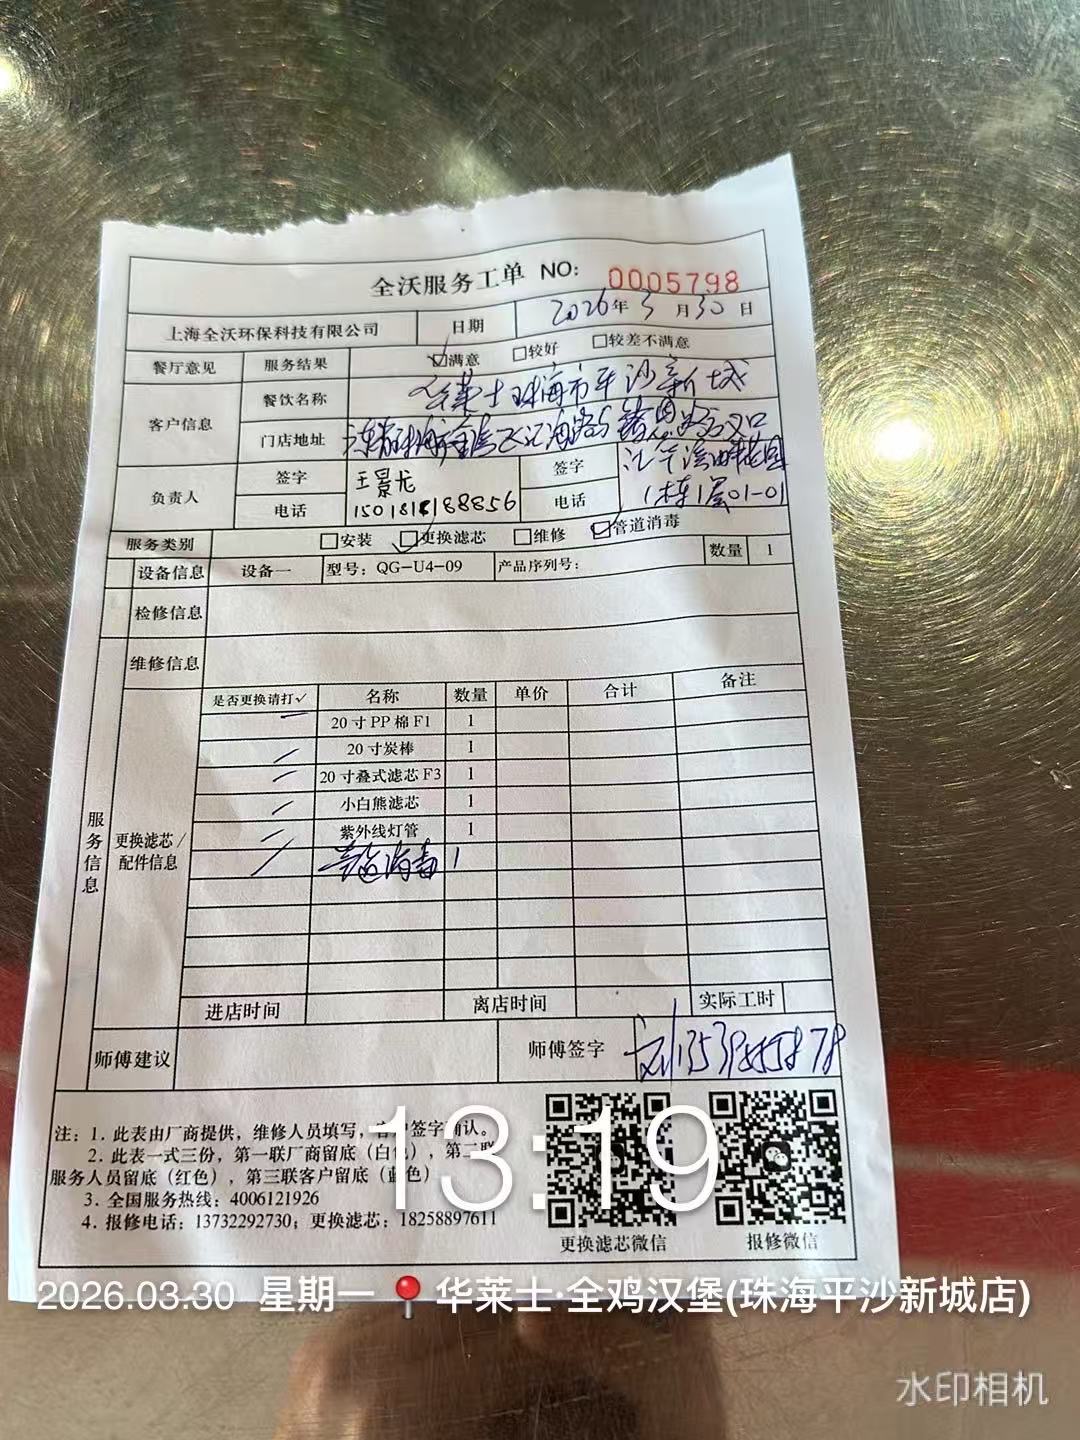 全沃服务工单 NO: 0005798
上海全沃环保科技有限公司 日期 2026年3月30日
餐厅意见 服务结果 满意 较好 较差不满意
客户信息 餐饮名称 华莱士珠海市平沙新城
门店地址
汇华溪畔花园
1栋1层01-01
负责人 签字 王景龙 签字
电话 15018188856 电话
服务类别 安装 更换滤芯 维修 管道消毒
设备信息 设备一 型号: QG-U4-09 产品序列号: 数量 1
检修信息
维修信息
服务信息
更换滤芯/配件信息
是否更换请打✓ 名称 数量 单价 合计 备注
20寸PP棉F1 1
20寸炭棒 1
20寸叠式滤芯F3 1
小白熊滤芯 1
紫外线灯管 1
管道消毒 1
进店时间 离店时间 实际工时
师傅建议 师傅签字
注: 1. 此表由厂商提供，维修人员填写，客户签字确认。
2. 此表一式三份，第一联厂商留底（白色），第二联
服务人员留底（红色），第三联客户留底（蓝色）
3. 全国服务热线: 4006121926
4. 报修电话: 13732292730; 更换滤芯: 18258897611
更换滤芯微信 报修微信
13:19
2026.03.30 星期一 华莱士·全鸡汉堡(珠海平沙新城店)
水印相机